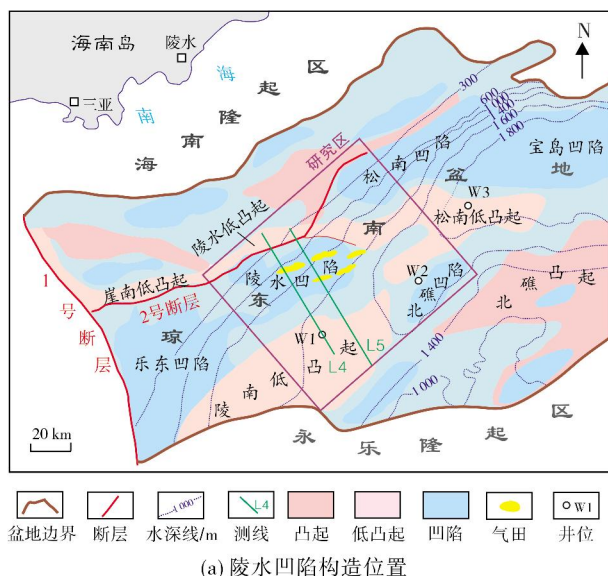 海南岛
陵水
三亚
南海
海南隆起区
N
300
600
1 000
1 400
1 600
1 800
宝岛凹陷
研究区
松南凹陷
琼东南盆地
W3
松南低凸起
陵水低凸起
陵水凹陷
W2
北礁凹陷
北礁凸起
崖南低凸起
2号断层
1号断层
W1
L4
L5
乐东凹陷
陵南低凸起
1 400
1 000
永乐隆起区
20 km
1 000
L4
W1
盆地边界
断层
水深线/m
测线
凸起
低凸起
凹陷
气田
井位
(a) 陵水凹陷构造位置